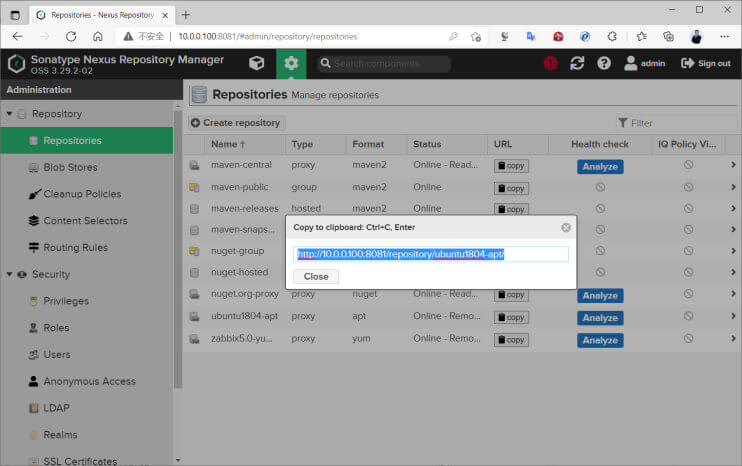 Repositories - Nexus Repository
不安全 | 10.0.0.100:8081/#admin/repository/repositories
Sonatype Nexus Repository Manager
OSS 3.29.2-02
Search components
admin
Sign out
Administration
Repositories Manage repositories
Repository
Repositories
Blob Stores
Cleanup Policies
Content Selectors
Routing Rules
Security
Privileges
Roles
Users
Anonymous Access
LDAP
Realms
SSL Certificates
Create repository
Filter
Name↑ Type Format Status URL Health check IQ Policy Vi...
maven-central proxy maven2 Online - Read... copy Analyze
maven-public group maven2 Online copy
maven-releases hosted maven2 Online copy
maven-snaps...
nuget-group
nuget-hosted
nuget.org-proxy proxy nuget Online - Read... copy Analyze
ubuntu1804-apt proxy apt Online - Remo... copy Analyze
zabbix5.0-yu... proxy yum Online - Remo... copy Analyze
Copy to clipboard: Ctrl+C, Enter
http://10.0.0.100:8081/repository/ubuntu1804-apt/
Close